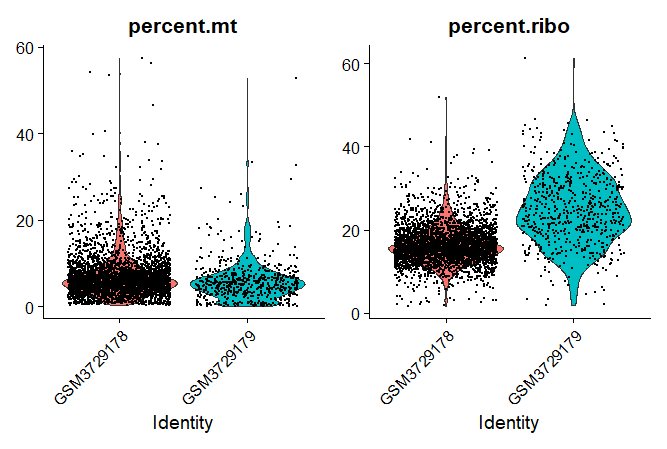 percent.mt
60
40
20
0
GSM3729178
GSM3729179
Identity
percent.ribo
60
40
20
0
GSM3729178
GSM3729179
Identity